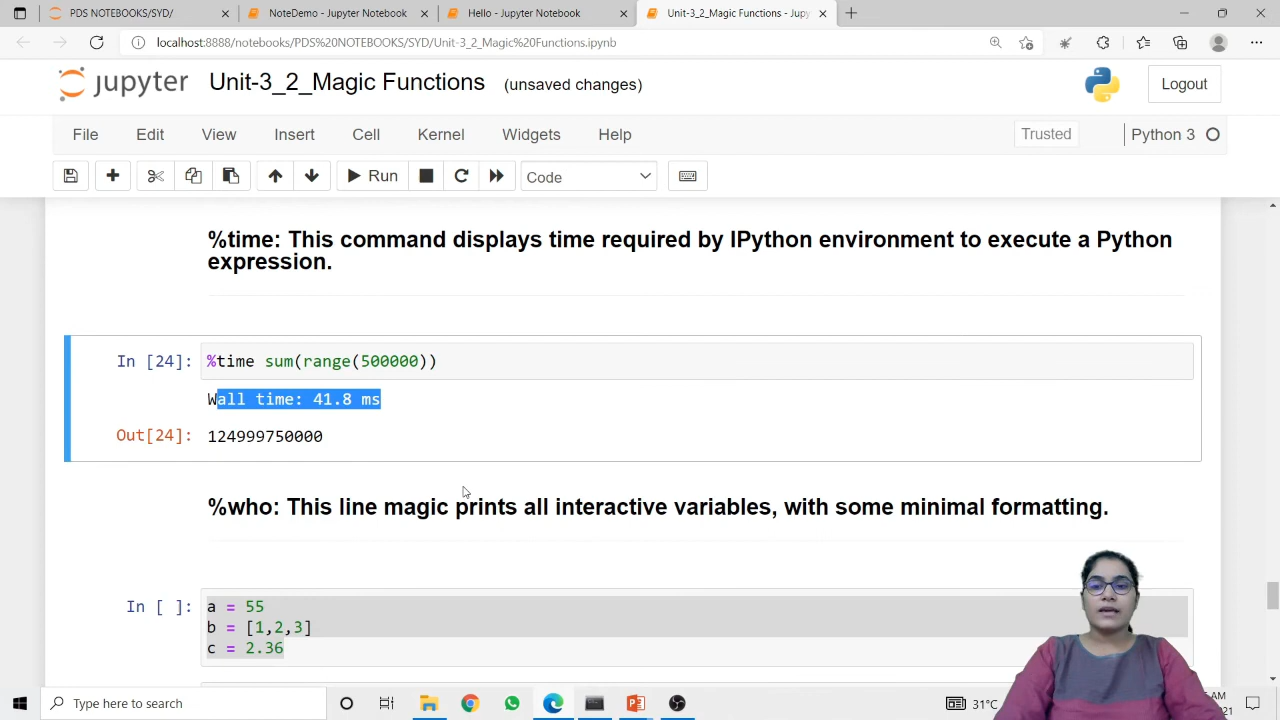 PDS NOTEBOOKS/SYD/
NoteDemo - Jupyter Notebook
Hello - Jupyter Notebook
Unit-3_2_Magic Functions - Jupy
localhost:8888/notebooks/PDS%20NOTEBOOKS/SYD/Unit-3_2_Magic%20Functions.ipynb
jupyter Unit-3_2_Magic Functions (unsaved changes)
Logout
File Edit View Insert Cell Kernel Widgets Help
Trusted
Python 3
Run
Code
%time: This command displays time required by IPython environment to execute a Python
expression.
In [24]: %time sum(range(500000))
Wall time: 41.8 ms
Out[24]: 124999750000
%who: This line magic prints all interactive variables, with some minimal formatting.
In [ ]: a = 55
b = [1,2,3]
c = 2.36
Type here to search
31°C